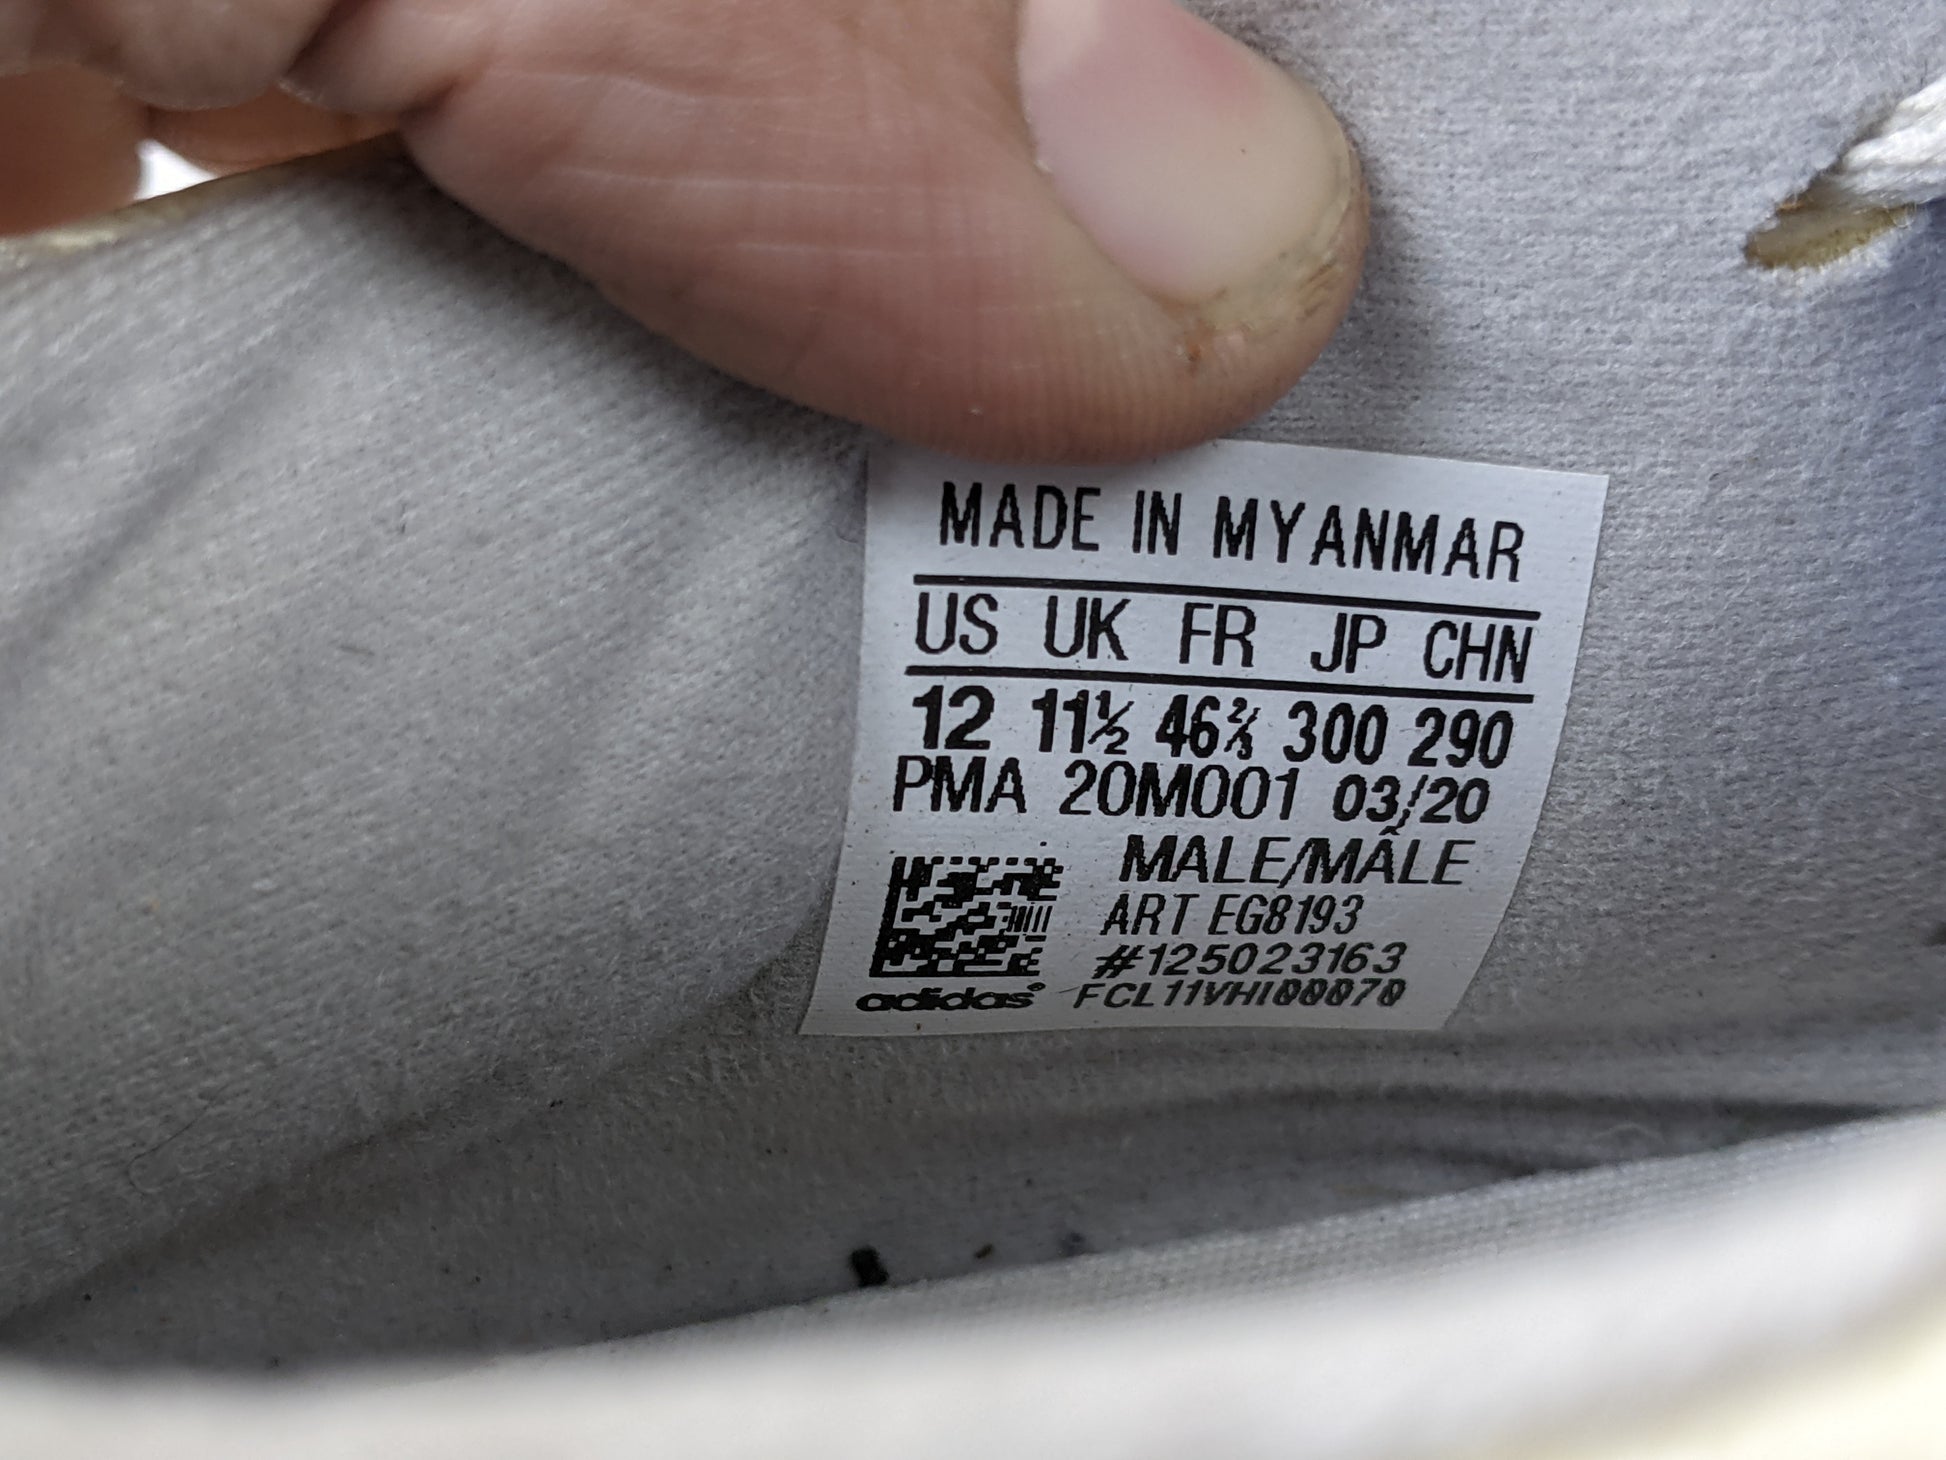 MADE IN MYANMAR
US UK FR JP CHN
12 11½ 46⅔ 300 290
PMA 20M001 03/20
MALE/MÂLE
ART EG8193
#125023163
adidas® FCL11VHI00070